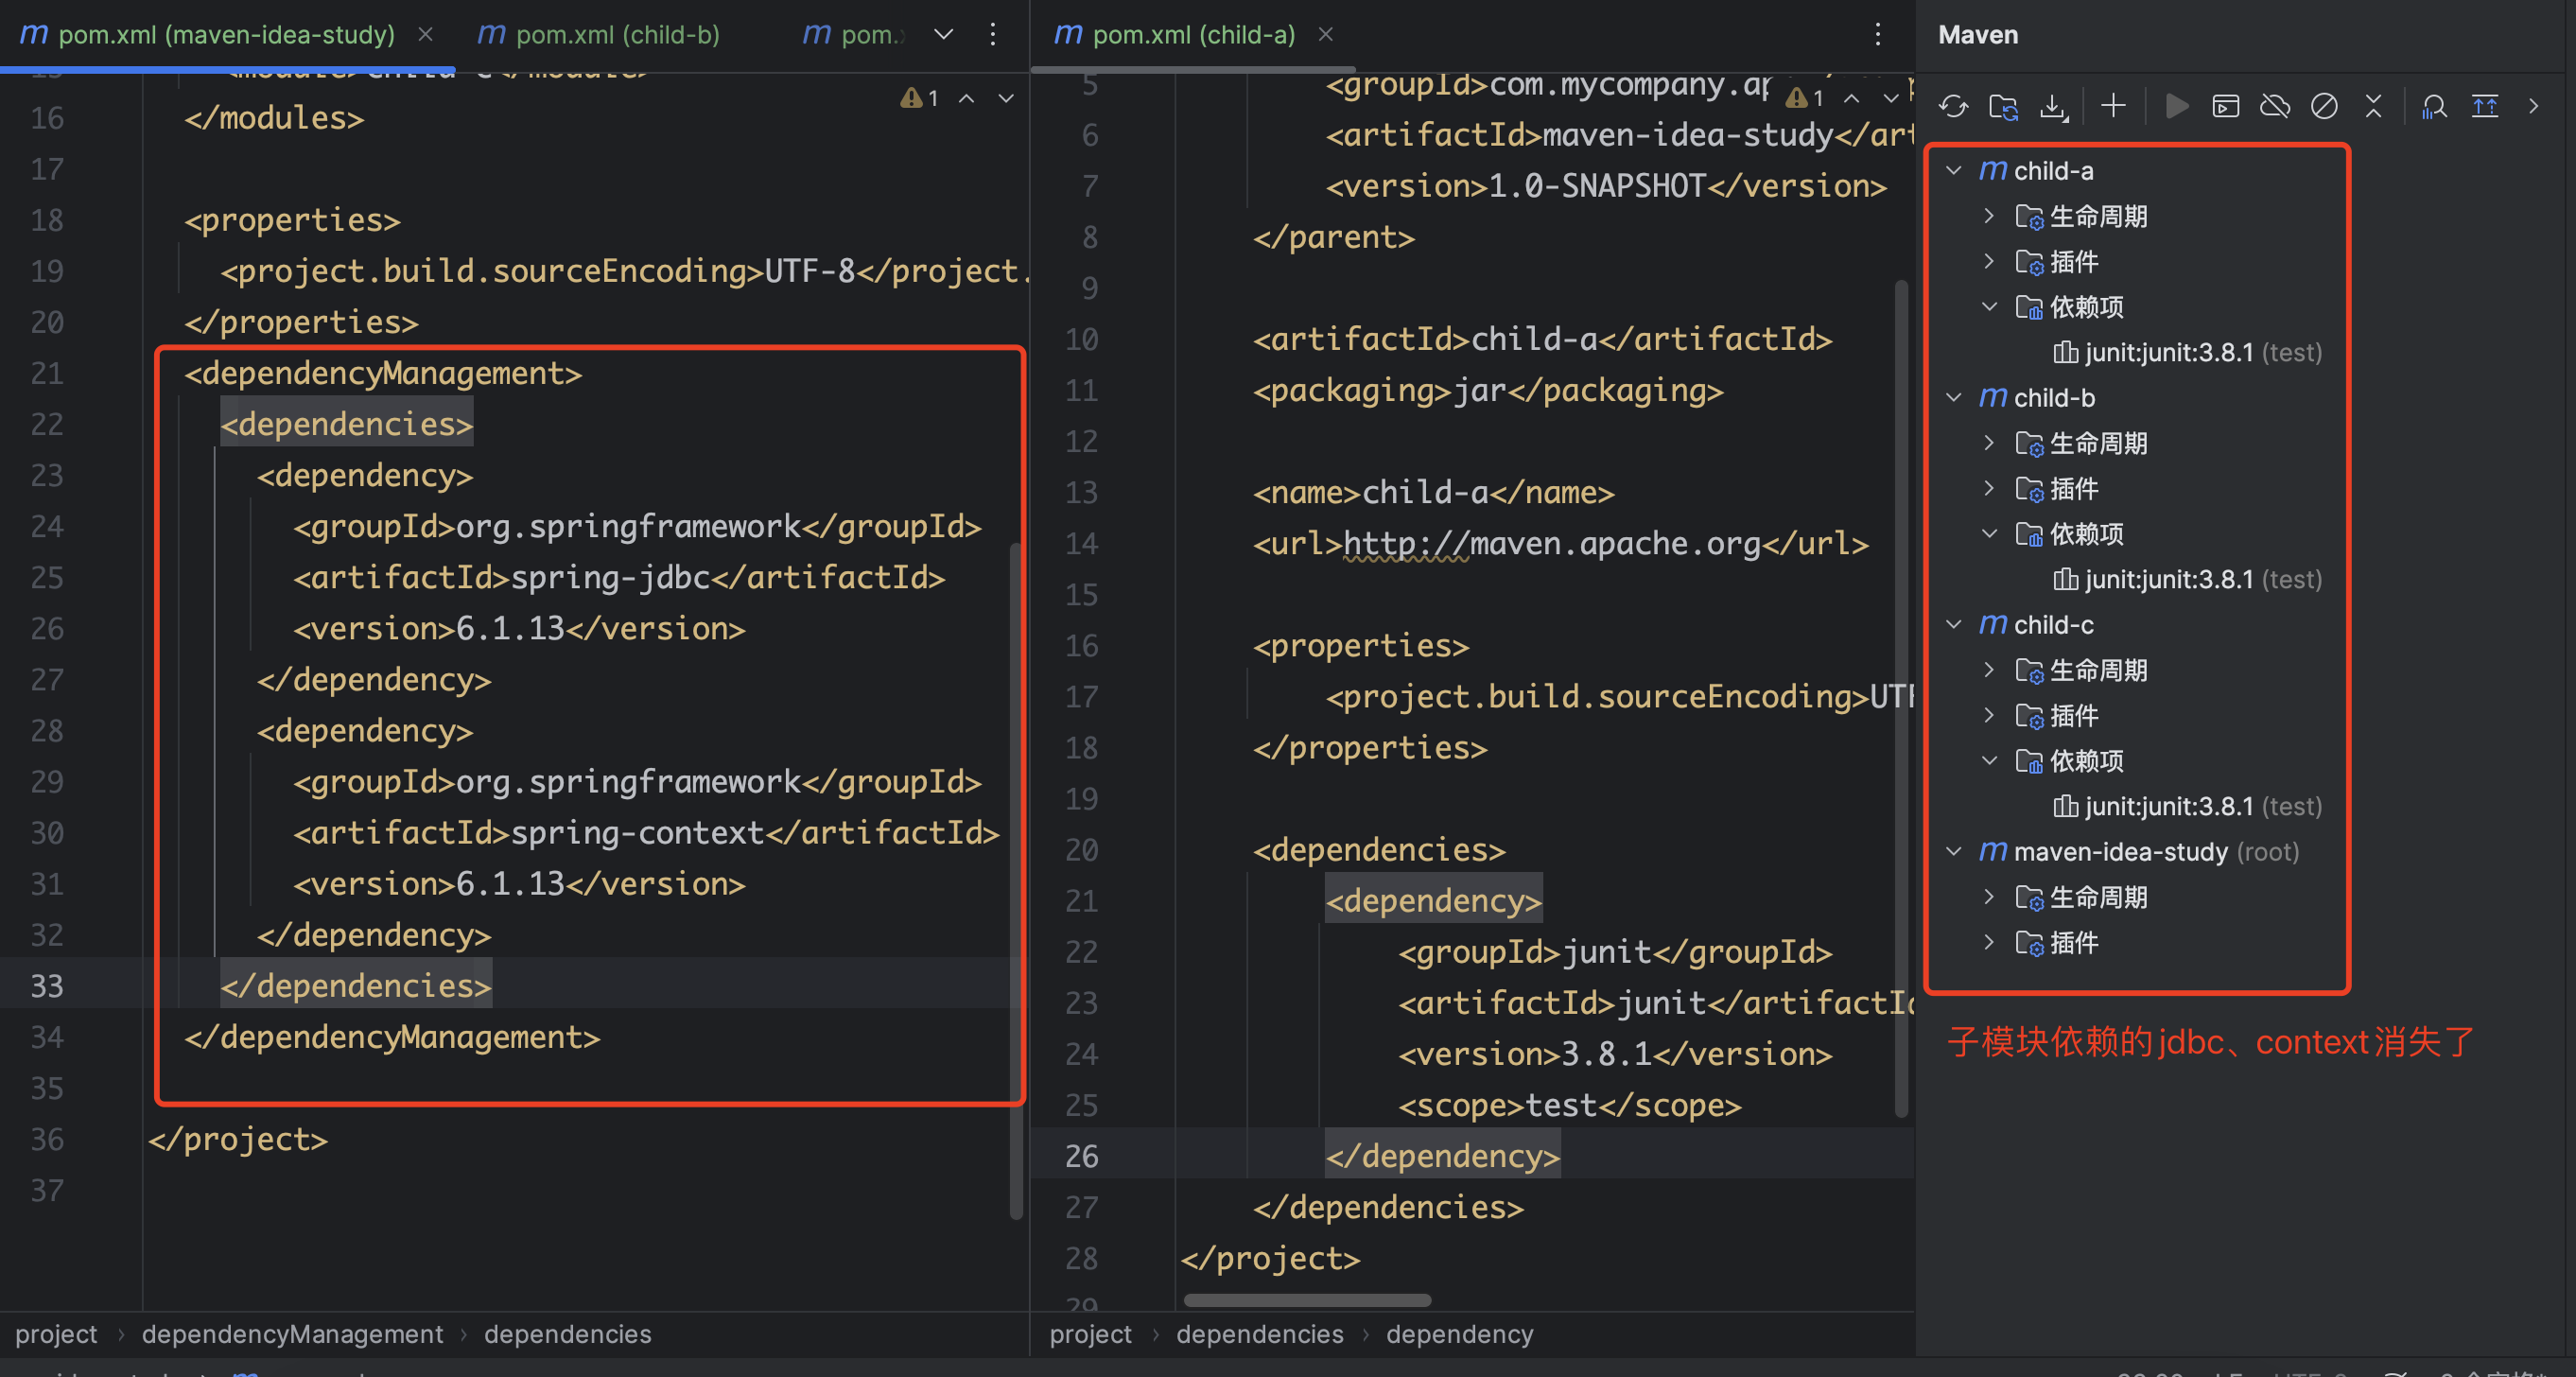 pom.xml (maven-idea-study)
pom.xml (child-b)
pom.
16 </modules>
17
18 <properties>
19 <project.build.sourceEncoding>UTF-8</project.
20 </properties>
21 <dependencyManagement>
22 <dependencies>
23 <dependency>
24 <groupId>org.springframework</groupId>
25 <artifactId>spring-jdbc</artifactId>
26 <version>6.1.13</version>
27 </dependency>
28 <dependency>
29 <groupId>org.springframework</groupId>
30 <artifactId>spring-context</artifactId>
31 <version>6.1.13</version>
32 </dependency>
33 </dependencies>
34 </dependencyManagement>
35
36 </project>
37
1
project › dependencyManagement › dependencies
pom.xml (child-a)
1
5 <groupId>com.mycompany.ap
6 <artifactId>maven-idea-study</art
7 <version>1.0-SNAPSHOT</version>
8 </parent>
9
10 <artifactId>child-a</artifactId>
11 <packaging>jar</packaging>
12
13 <name>child-a</name>
14 <url>http://maven.apache.org</url>
15
16 <properties>
17 <project.build.sourceEncoding>UTF
18 </properties>
19
20 <dependencies>
21 <dependency>
22 <groupId>junit</groupId>
23 <artifactId>junit</artifactId
24 <version>3.8.1</version>
25 <scope>test</scope>
26 </dependency>
27 </dependencies>
28 </project>
29
project › dependencies › dependency
Maven
child-a
生命周期
插件
依赖项
junit:junit:3.8.1 (test)
child-b
生命周期
插件
依赖项
junit:junit:3.8.1 (test)
child-c
生命周期
插件
依赖项
junit:junit:3.8.1 (test)
maven-idea-study (root)
生命周期
插件
子模块依赖的jdbc、context消失了